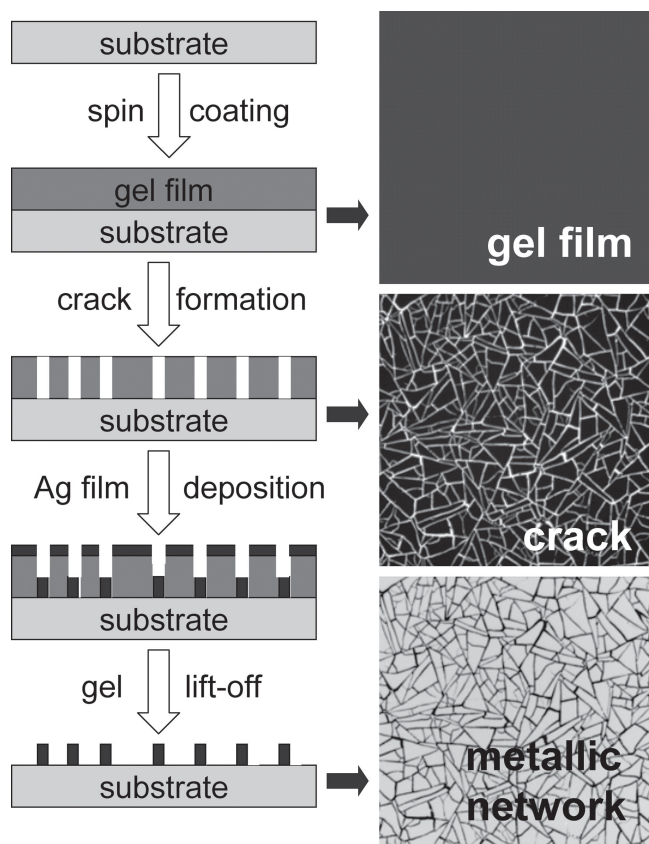 substrate
spin coating
gel film
substrate
gel film
crack formation
substrate
crack
Ag film deposition
substrate
gel lift-off
substrate
metallic
network